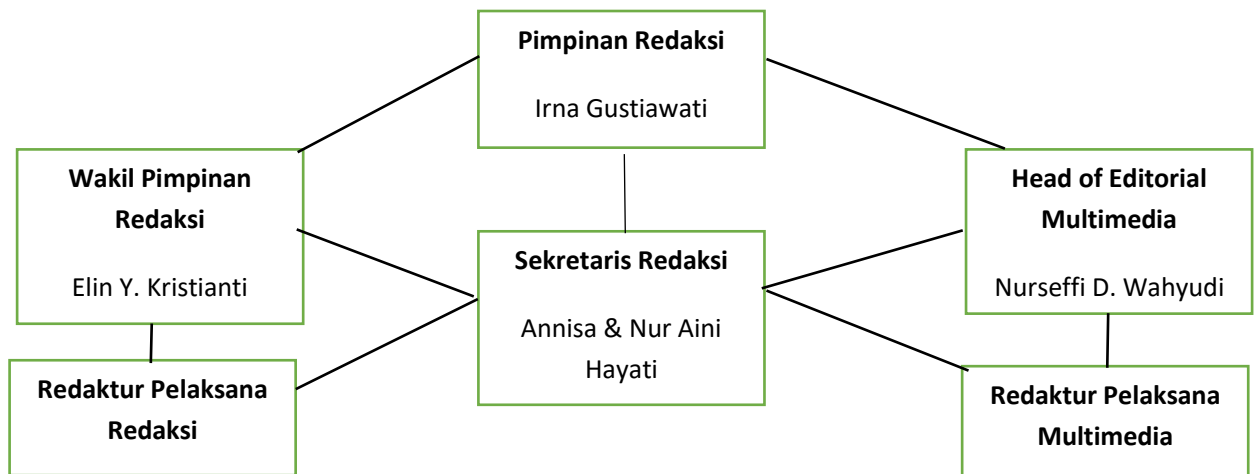 Pimpinan Redaksi
Irna Gustiawati
Wakil Pimpinan
Redaksi
Elin Y. Kristianti
Head of Editorial
Multimedia
Nurseffi D. Wahyudi
Sekretaris Redaksi
Annisa & Nur Aini
Hayati
Redaktur Pelaksana
Redaksi
Redaktur Pelaksana
Multimedia